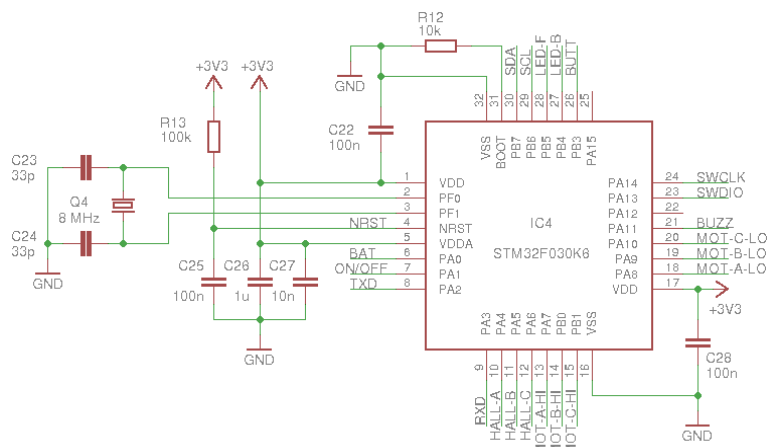 R12
10k
+3V3
+3V3
GND
SDA
SCL
LED-F
LED-B
BUTT
32
31
30
29
28
27
26
25
R13
100k
C22
100n
VSS
BOOT
PB7
PB6
PB5
PB4
PB3
PA15
C23
33p
Q4
8 MHz
C24
33p
GND
NRST
BAT
ON/OFF
TXD
1 VDD
2 PF0
3 PF1
4 NRST
5 VDDA
6 PA0
7 PA1
8 PA2
IC4
STM32F030K6
PA14 24 SWCLK
PA13 23 SWDIO
PA12 22
PA11 21 BUZZ
PA10 20 MOT-C-LO
PA9 19 MOT-B-LO
PA8 18 MOT-A-LO
VDD 17
+3V3
C25
100n
C26
1u
C27
10n
GND
PA3
PA4
PA5
PA6
PA7
PB0
PB1
VSS
9
10
11
12
13
14
15
16
RXD
HALL-A
HALL-B
HALL-C
C28
100n
GND